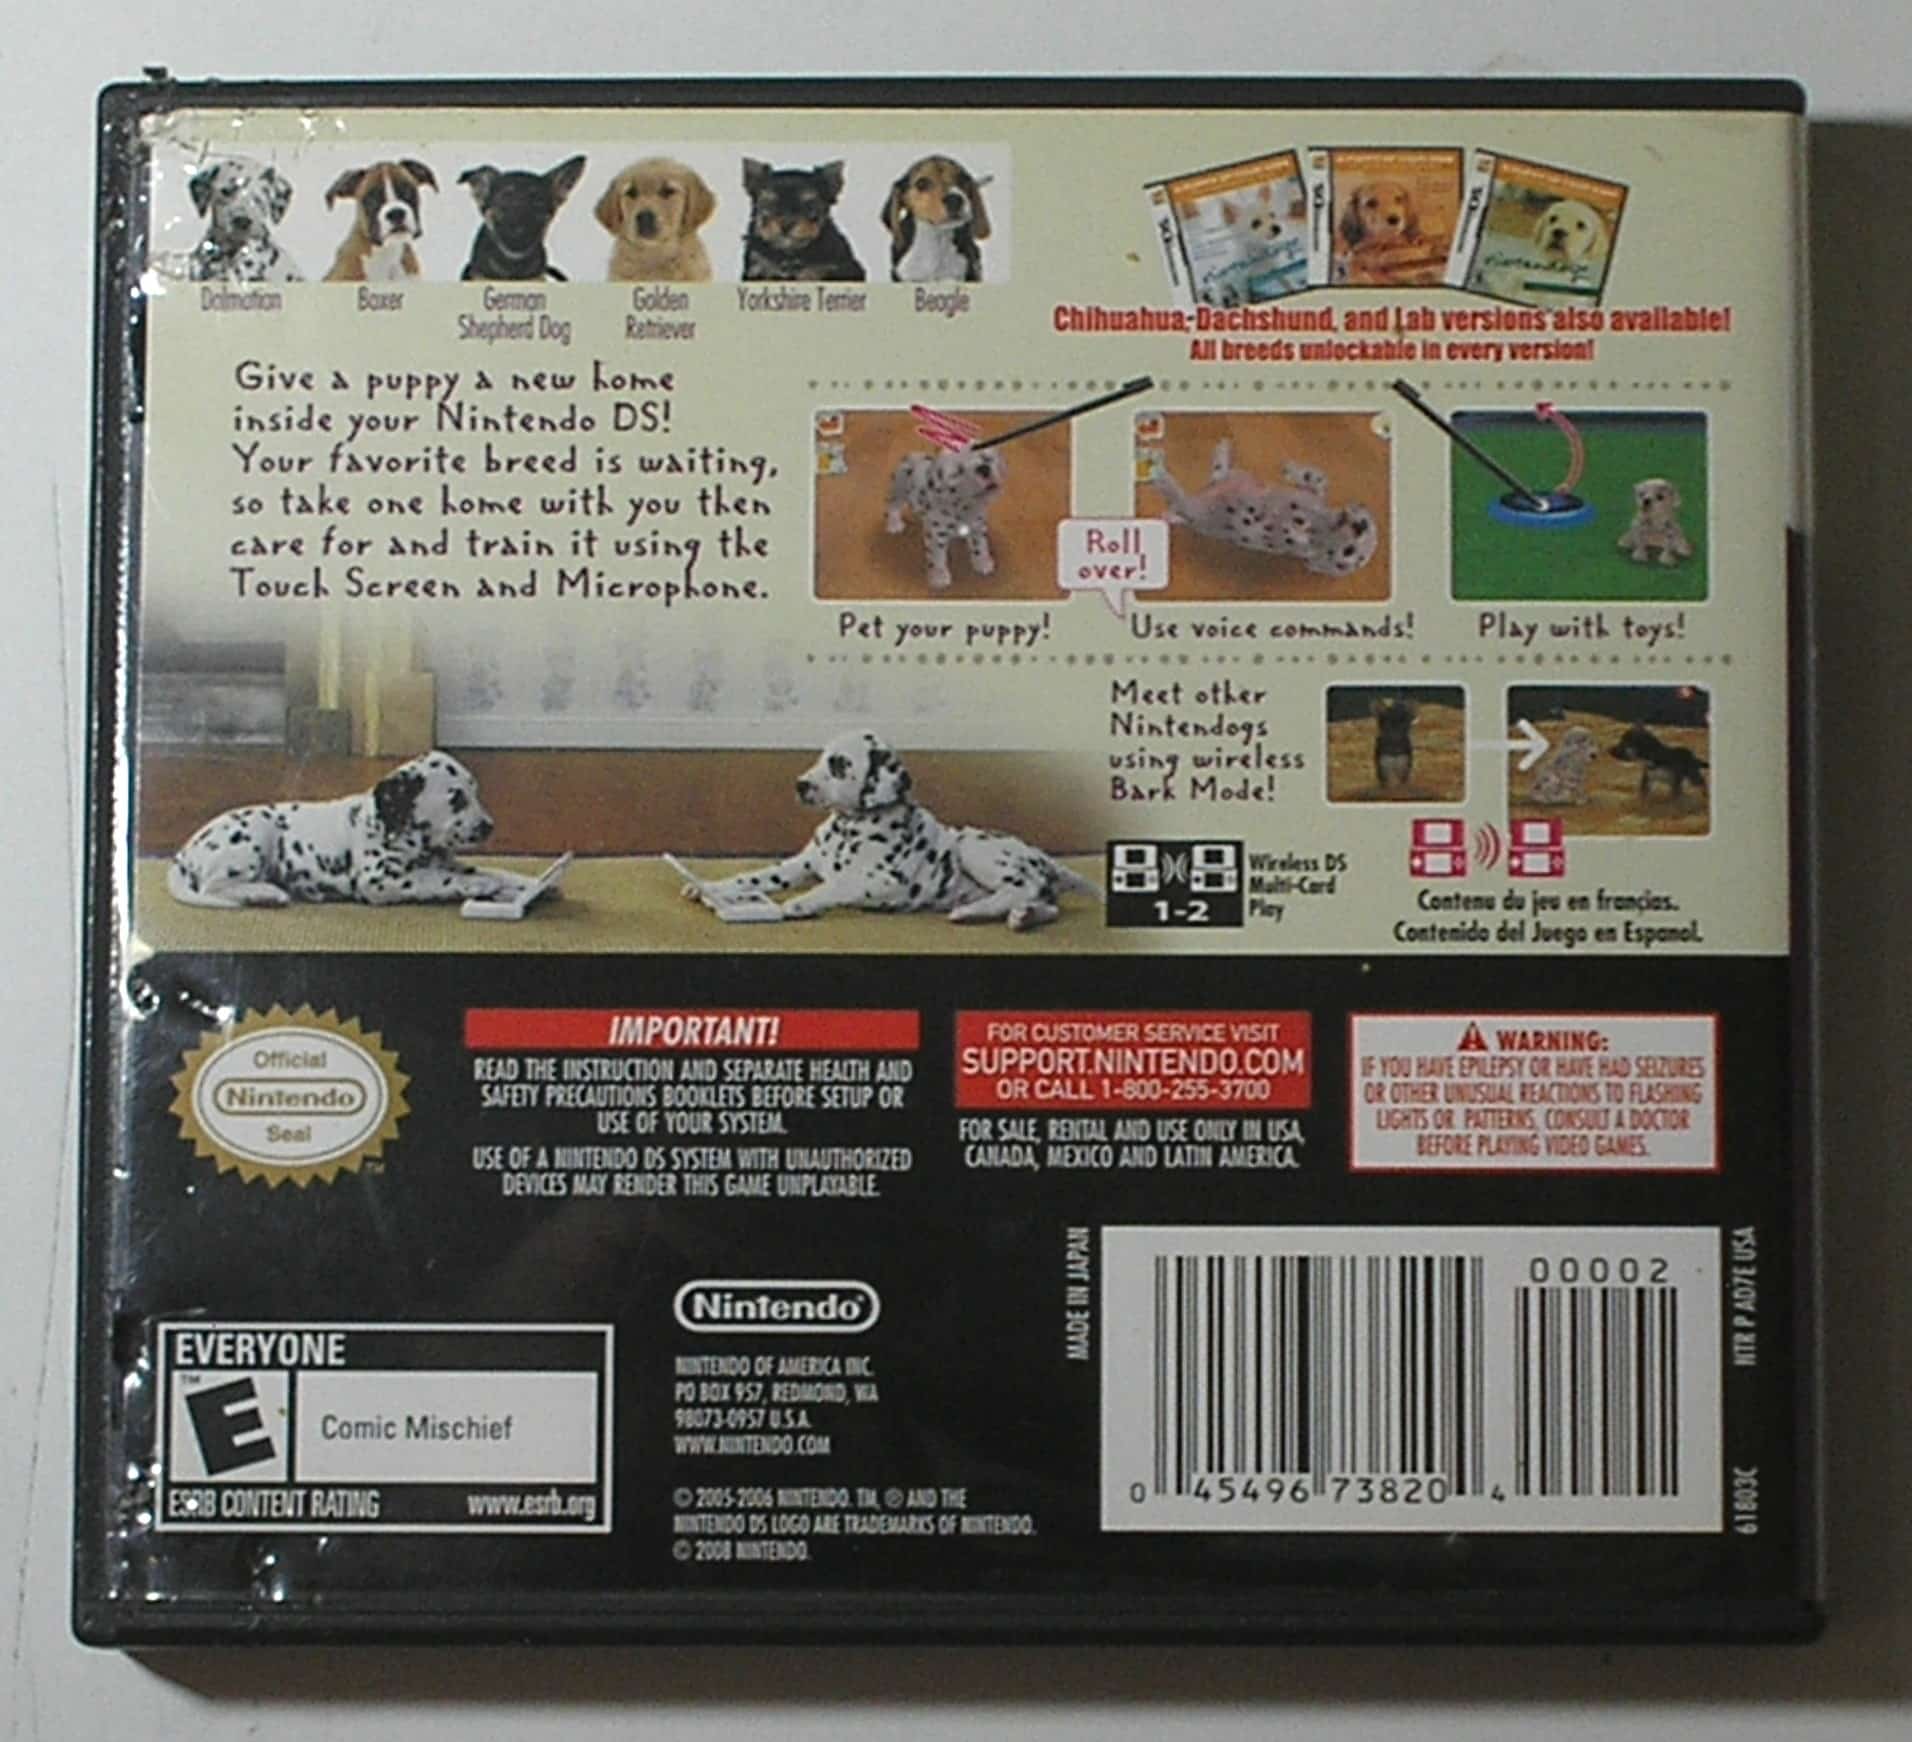 Dalmatian
Boxer
German
Shepherd Dog
Golden
Retriever
Yorkshire Terrier
Beagle
nintendogs
nintendogs
Chihuahua, Dachshund, and Lab versions also available!
All breeds unlockable in every version!
Give a puppy a new home
inside your Nintendo DS!
Your favorite breed is waiting,
so take one home with you then
care for and train it using the
Touch Screen and Microphone.
Roll
over!
Pet your puppy!
Use voice commands!
Play with toys!
Meet other
Nintendogs
using wireless
Bark Mode!
1-2
Wireless DS
Multi-Card
Play
Contenu du jeu en françias.
Contenido del Juego en Espanol.
Official
Nintendo
Seal
TM
IMPORTANT!
READ THE INSTRUCTION AND SEPARATE HEALTH AND
SAFETY PRECAUTIONS BOOKLETS BEFORE SETUP OR
USE OF YOUR SYSTEM.
USE OF A NINTENDO DS SYSTEM WITH UNAUTHORIZED
DEVICES MAY RENDER THIS GAME UNPLAYABLE.
FOR CUSTOMER SERVICE VISIT
SUPPORT.NINTENDO.COM
OR CALL 1-800-255-3700
FOR SALE, RENTAL AND USE ONLY IN USA,
CANADA, MEXICO AND LATIN AMERICA.
WARNING:
IF YOU HAVE EPILEPSY OR HAVE HAD SEIZURES
OR OTHER UNUSUAL REACTIONS TO FLASHING
LIGHTS OR PATTERNS, CONSULT A DOCTOR
BEFORE PLAYING VIDEO GAMES.
EVERYONE
TM
E
Comic Mischief
ESRB CONTENT RATING
www.esrb.org
Nintendo®
NINTENDO OF AMERICA INC.
PO BOX 957, REDMOND, WA
98073-0957 U.S.A.
WWW.NINTENDO.COM
© 2005-2006 NINTENDO. TM, ® AND THE
NINTENDO DS LOGO ARE TRADEMARKS OF NINTENDO.
© 2008 NINTENDO.
MADE IN JAPAN
00002
0 45496 73820 4
NTR P AD7E USA
61803C